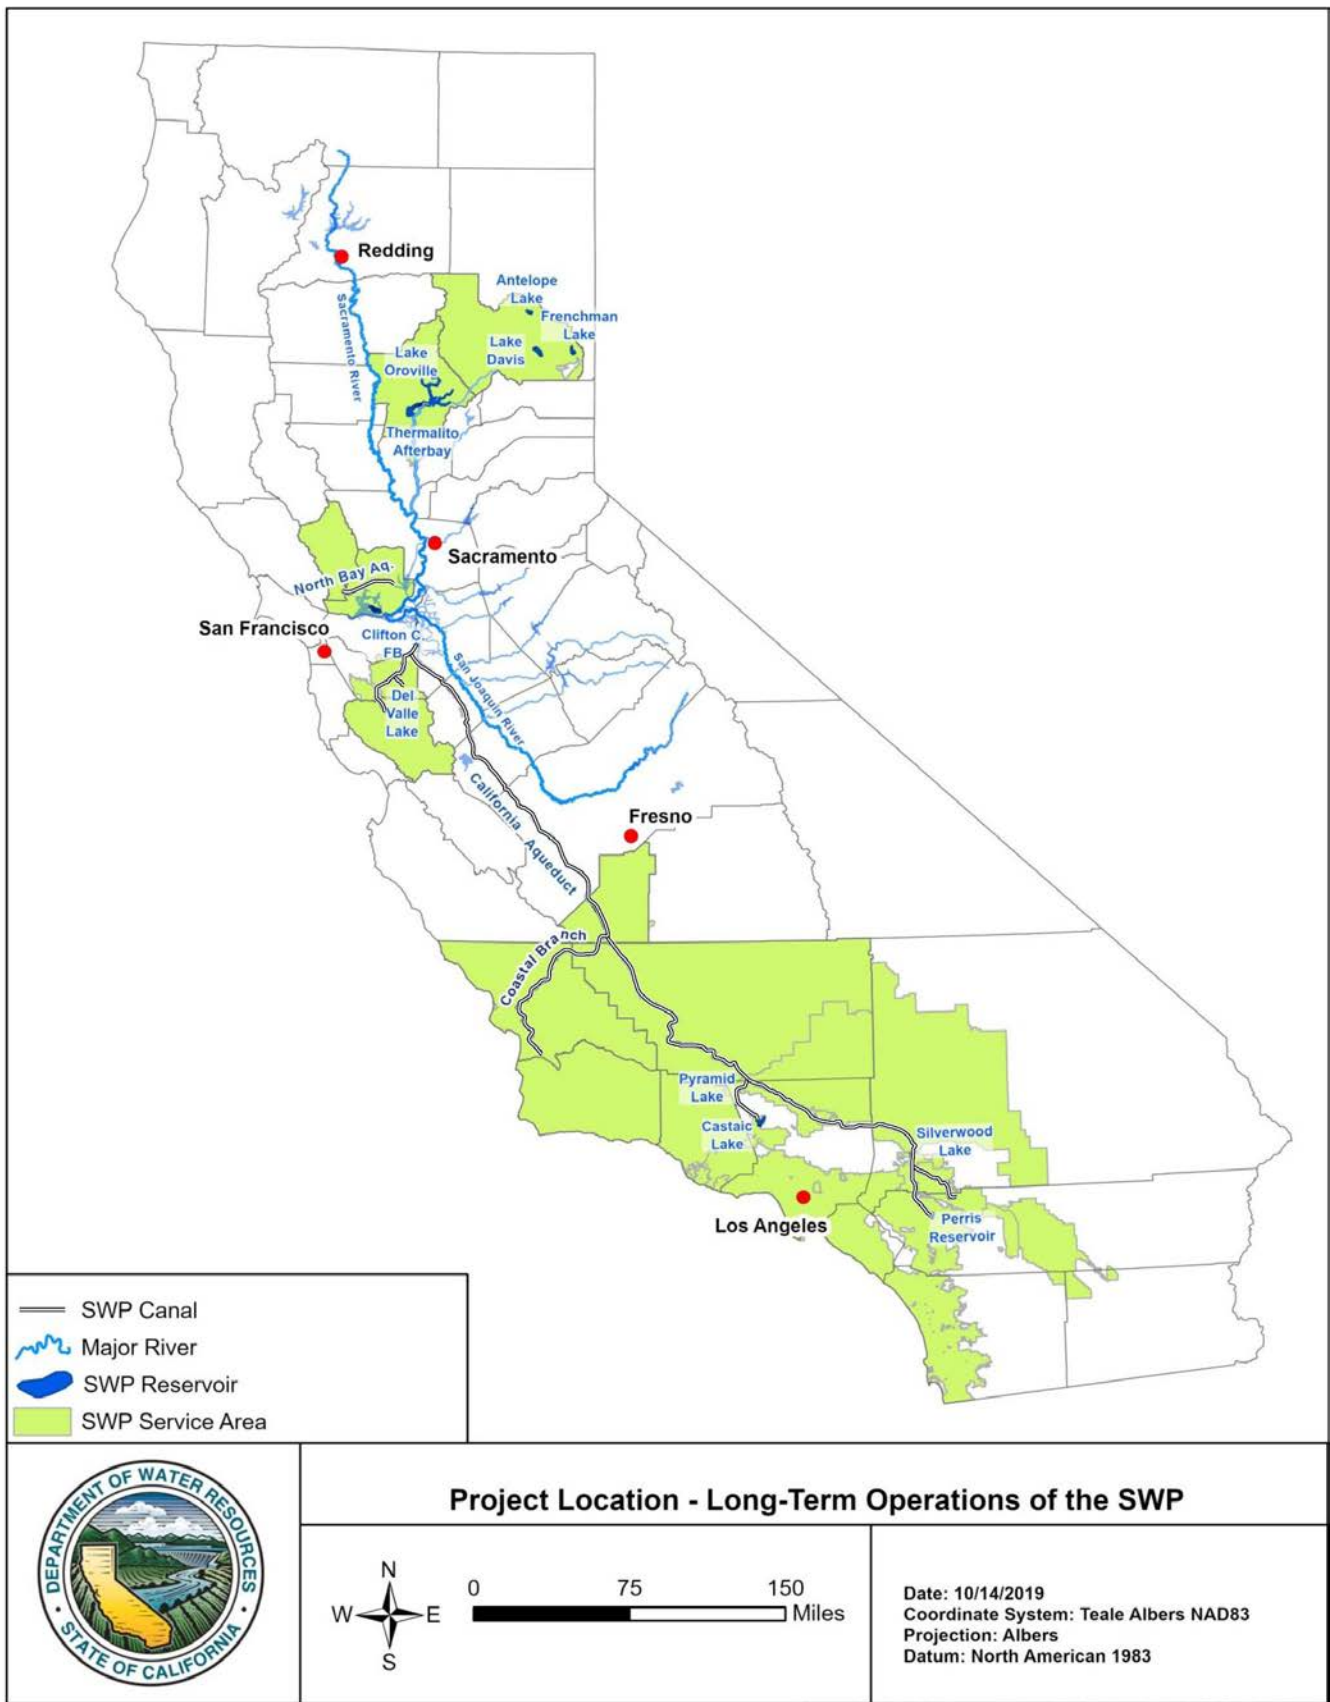 Redding
Antelope
Lake
Frenchman
Lake
Sacramento River
Lake
Oroville
Lake
Davis
Thermalito
Afterbay
Sacramento
North Bay Aq.
San Francisco
Clifton C.
FB
San Joaquin River
Del
Valle
Lake
California Aqueduct
Fresno
Coastal Branch
Pyramid
Lake
Castaic
Lake
Silverwood
Lake
Los Angeles
Perris
Reservoir
SWP Canal
Major River
SWP Reservoir
SWP Service Area
DEPARTMENT OF WATER RESOURCES
STATE OF CALIFORNIA
Project Location - Long-Term Operations of the SWP
N
W E
S
0 75 150
Miles
Date: 10/14/2019
Coordinate System: Teale Albers NAD83
Projection: Albers
Datum: North American 1983